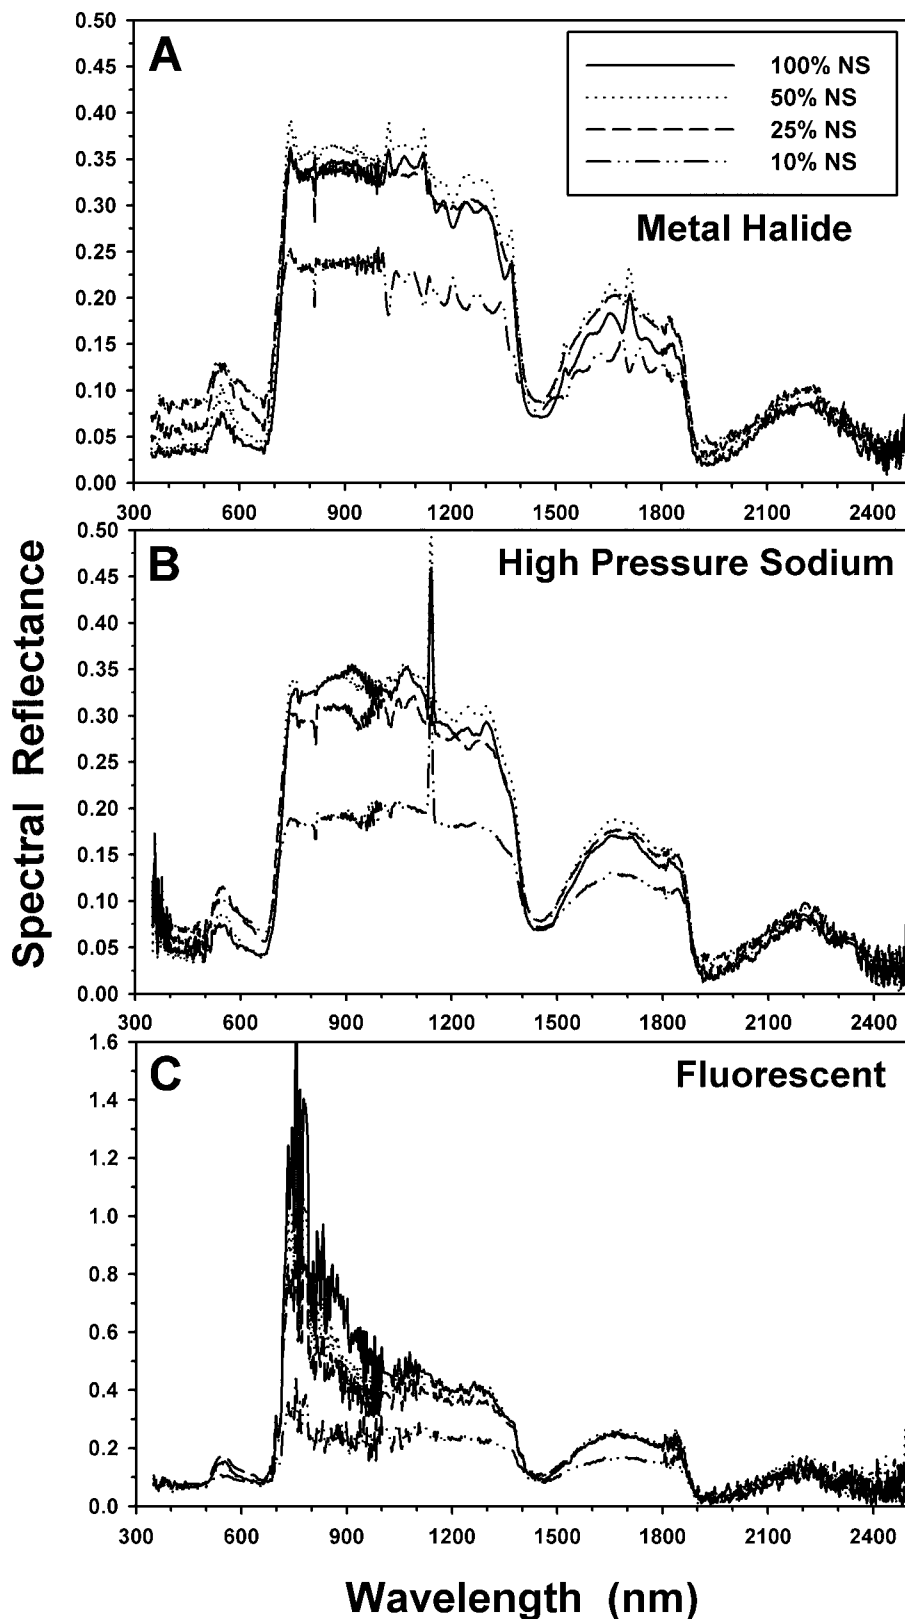 A
0.50
0.45
0.40
0.35
0.30
0.25
0.20
0.15
0.10
0.05
0.00
100% NS
50% NS
25% NS
10% NS
Metal Halide
300 600 900 1200 1500 1800 2100 2400
B
High Pressure Sodium
0.50
0.45
0.40
0.35
0.30
0.25
0.20
0.15
0.10
0.05
0.00
300 600 900 1200 1500 1800 2100 2400
Spectral Reflectance
C
Fluorescent
1.6
1.4
1.2
1.0
0.8
0.6
0.4
0.2
0.0
300 600 900 1200 1500 1800 2100 2400
Wavelength (nm)